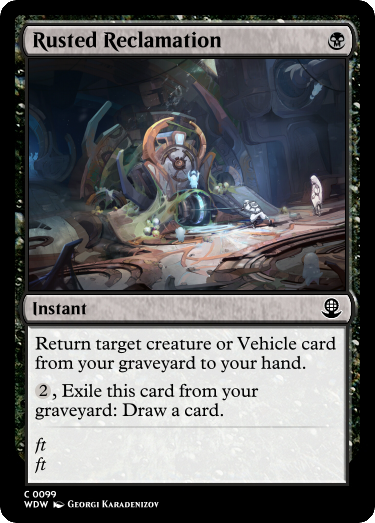 Rusted Reclamation
Instant
Return target creature or Vehicle card
from your graveyard to your hand.
2, Exile this card from your
graveyard: Draw a card.
ft
ft
C 0099
WDW Georgi Karadenizov